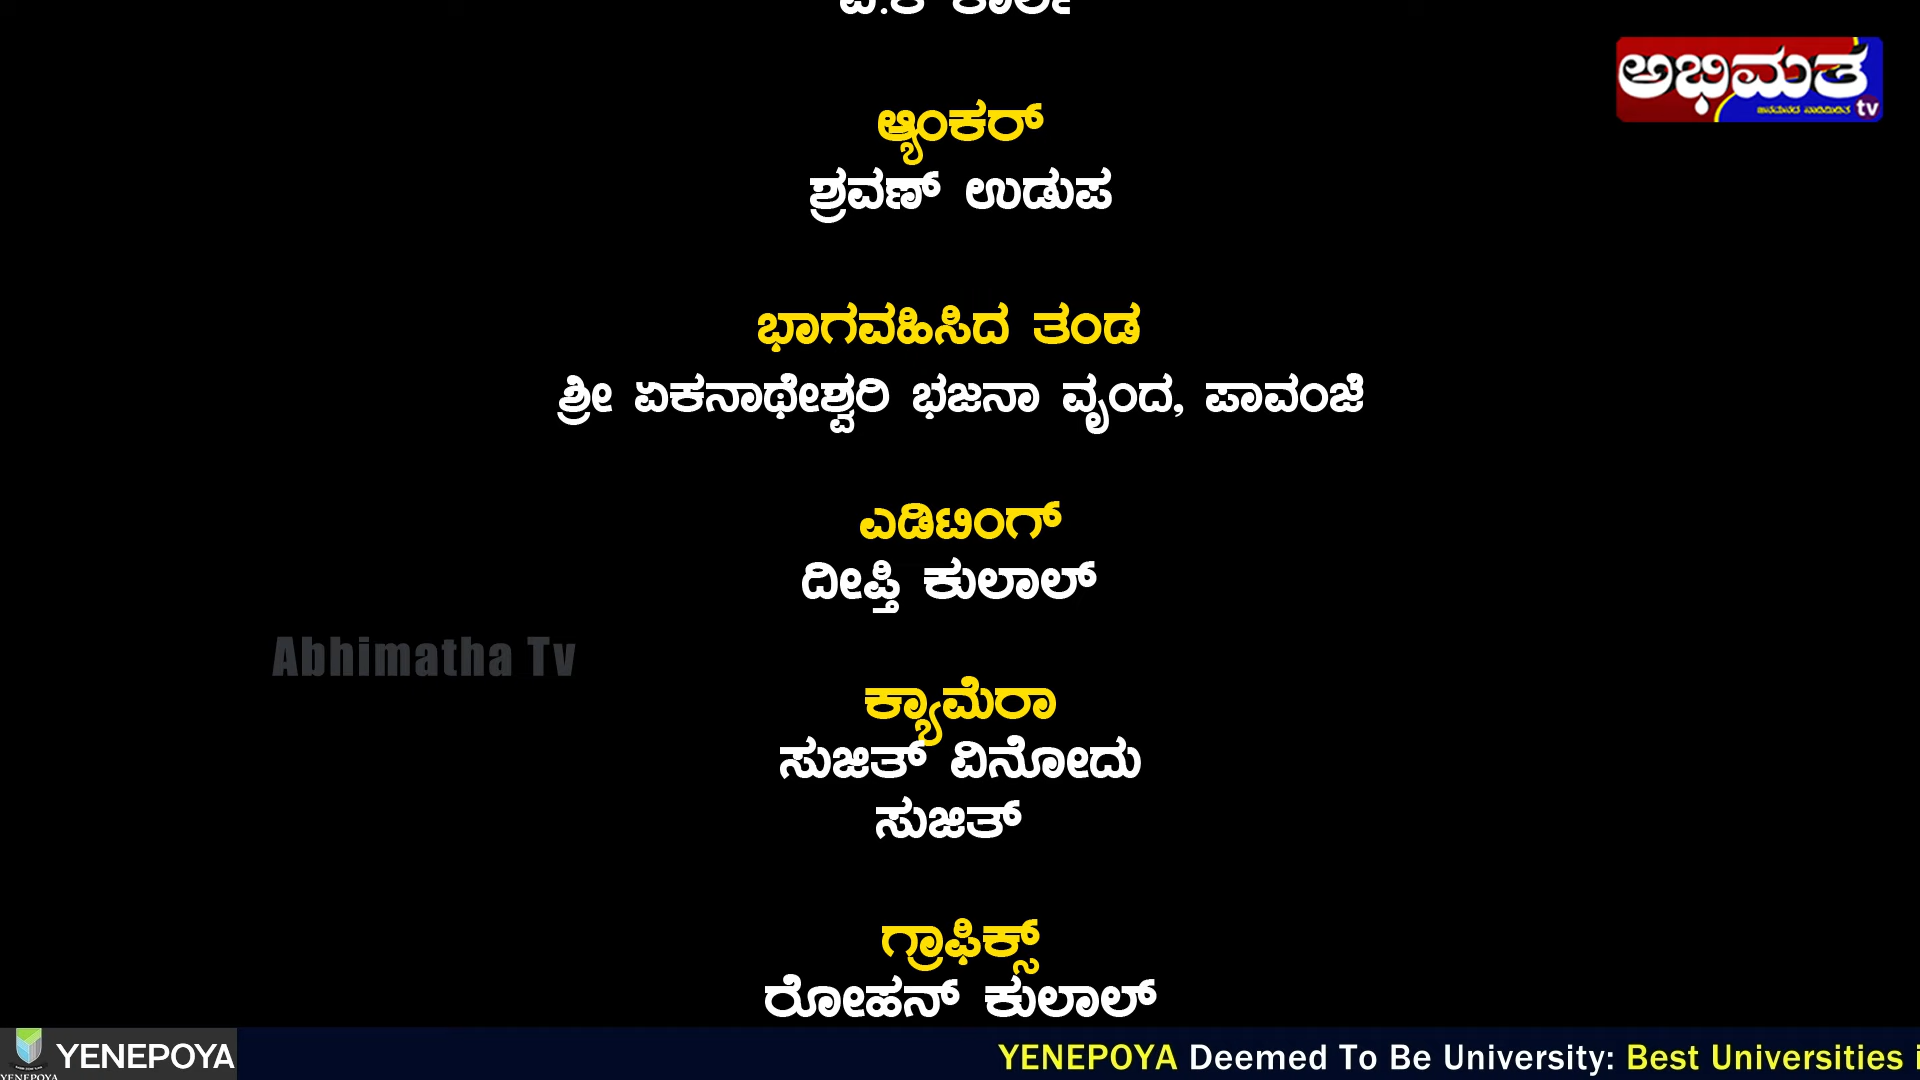 ಅಭಿಮತ
tv
ಆ್ಯಂಕರ್
ಶ್ರವಣ್ ಉಡುಪ
ಭಾಗವಹಿಸಿದ ತಂಡ
ಶ್ರೀ ಏಕನಾಥೇಶ್ವರಿ ಭಜನಾ ವೃಂದ, ಪಾವಂಜೆ
ಎಡಿಟಿಂಗ್
ದೀಪ್ತಿ ಕುಲಾಲ್
Abhimatha Tv
ಕ್ಯಾಮೆರಾ
ಸುಜಿತ್ ವಿನೋದು
ಸುಜಿತ್
ಗ್ರಾಫಿಕ್ಸ್
ರೋಹನ್ ಕುಲಾಲ್
YENEPOYA
YENEPOYA
YENEPOYA Deemed To Be University: Best Universities i